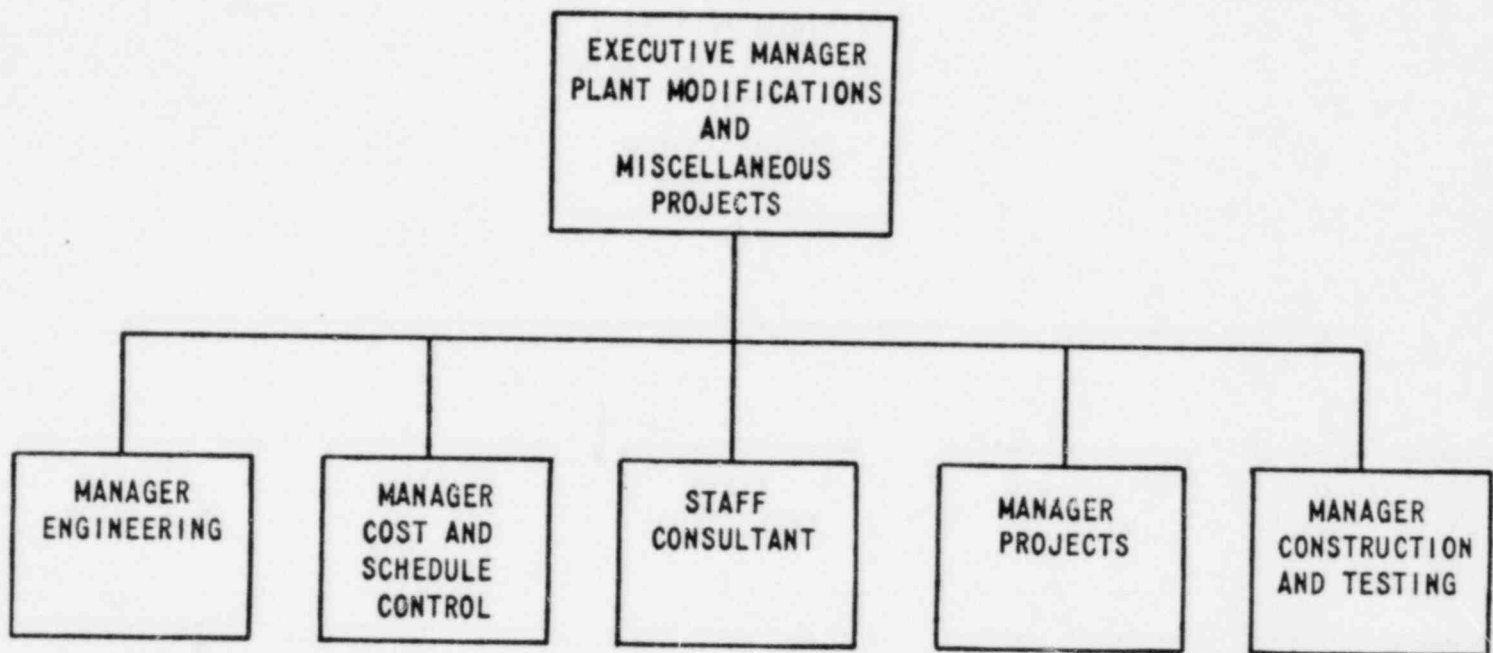 EXECUTIVE MANAGER
PLANT MODIFICATIONS
AND
MISCELLANEOUS
PROJECTS
MANAGER
ENGINEERING
MANAGER
COST AND
SCHEDULE
CONTROL
STAFF
CONSULTANT
MANAGER
PROJECTS
MANAGER
CONSTRUCTION
AND TESTING